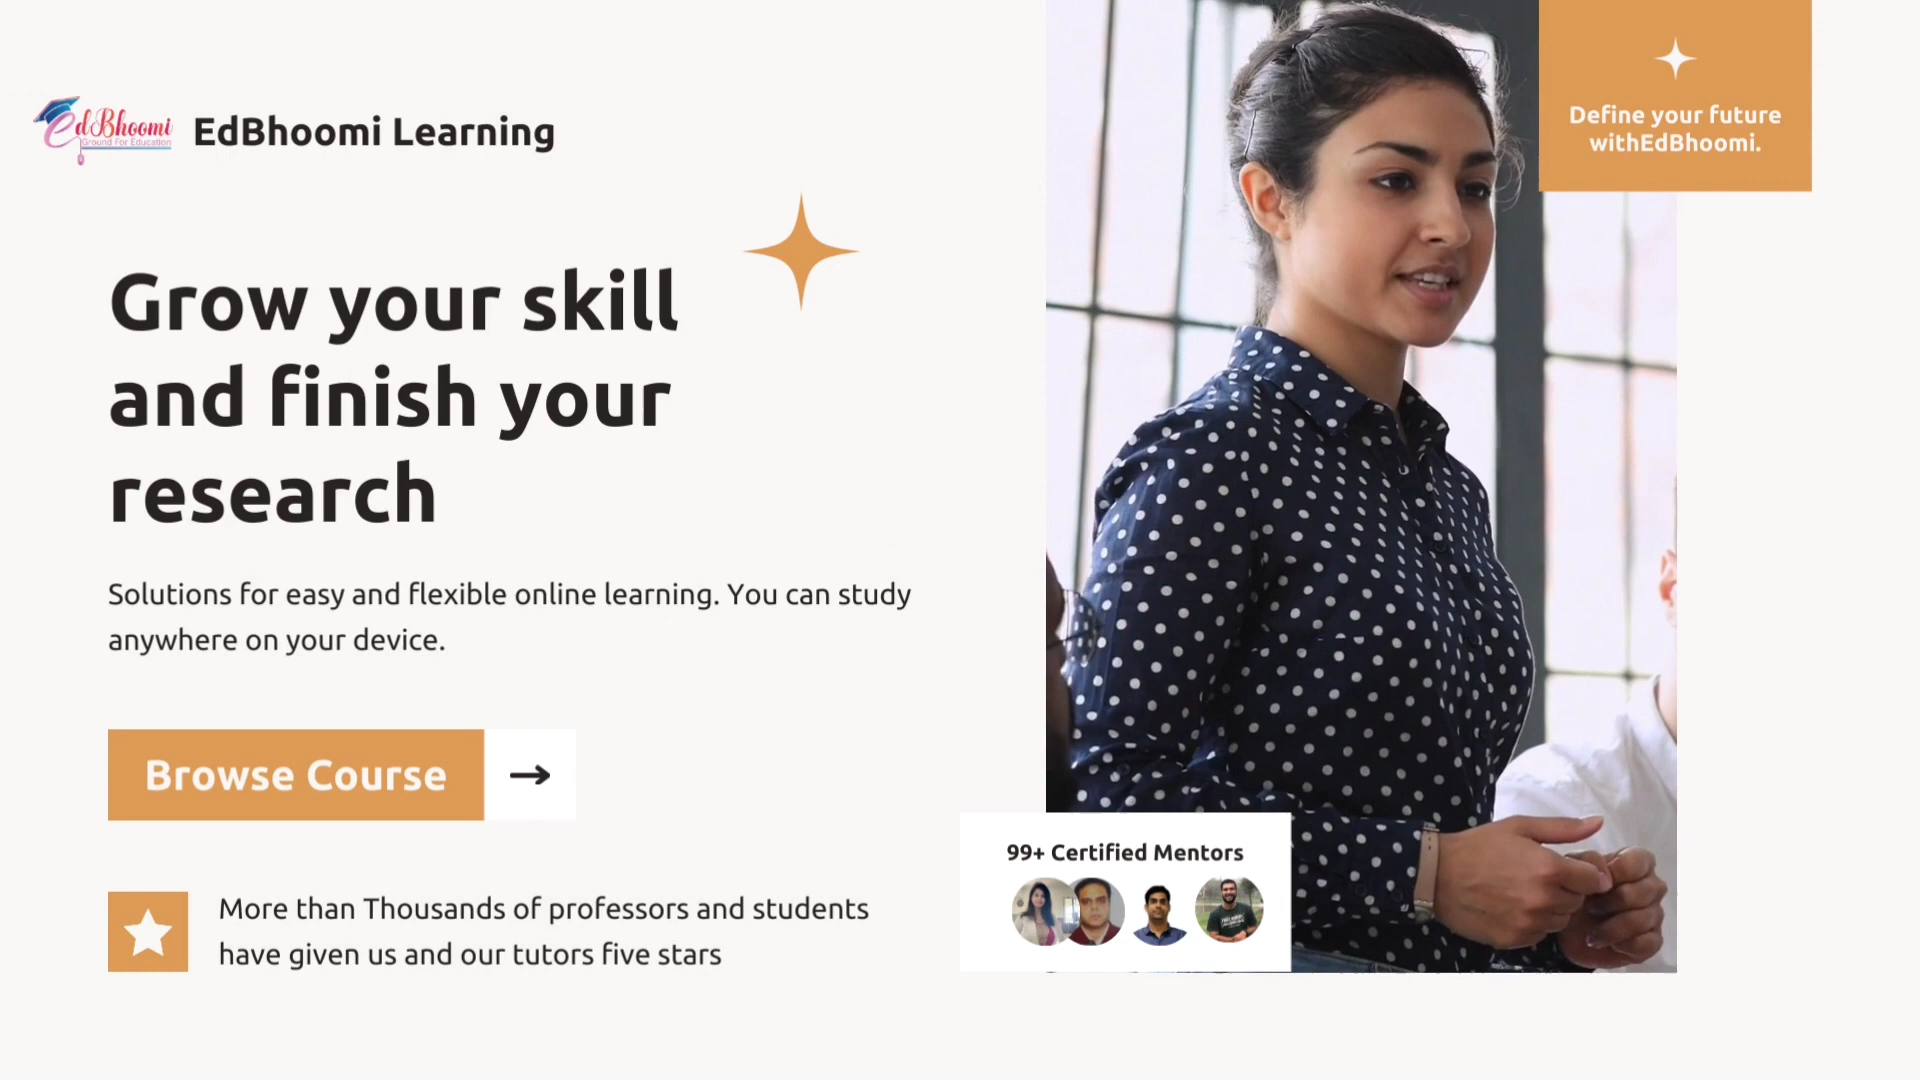 EdBhoomi
Ground For Education
EdBhoomi Learning
Define your future
withEdBhoomi.
Grow your skill
and finish your
research
Solutions for easy and flexible online learning. You can study
anywhere on your device.
Browse Course
More than Thousands of professors and students
have given us and our tutors five stars
99+ Certified Mentors